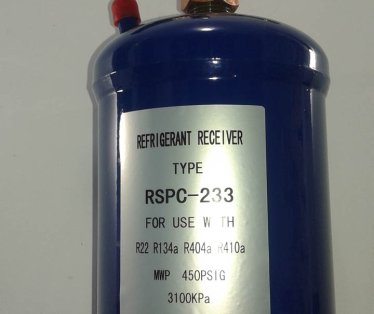 REFRIGERANT RECEIVER
TYPE
RSPC-233
FOR USE WITH
R22 R134a R404a R410a
MWP 450PSIG
3100KPa